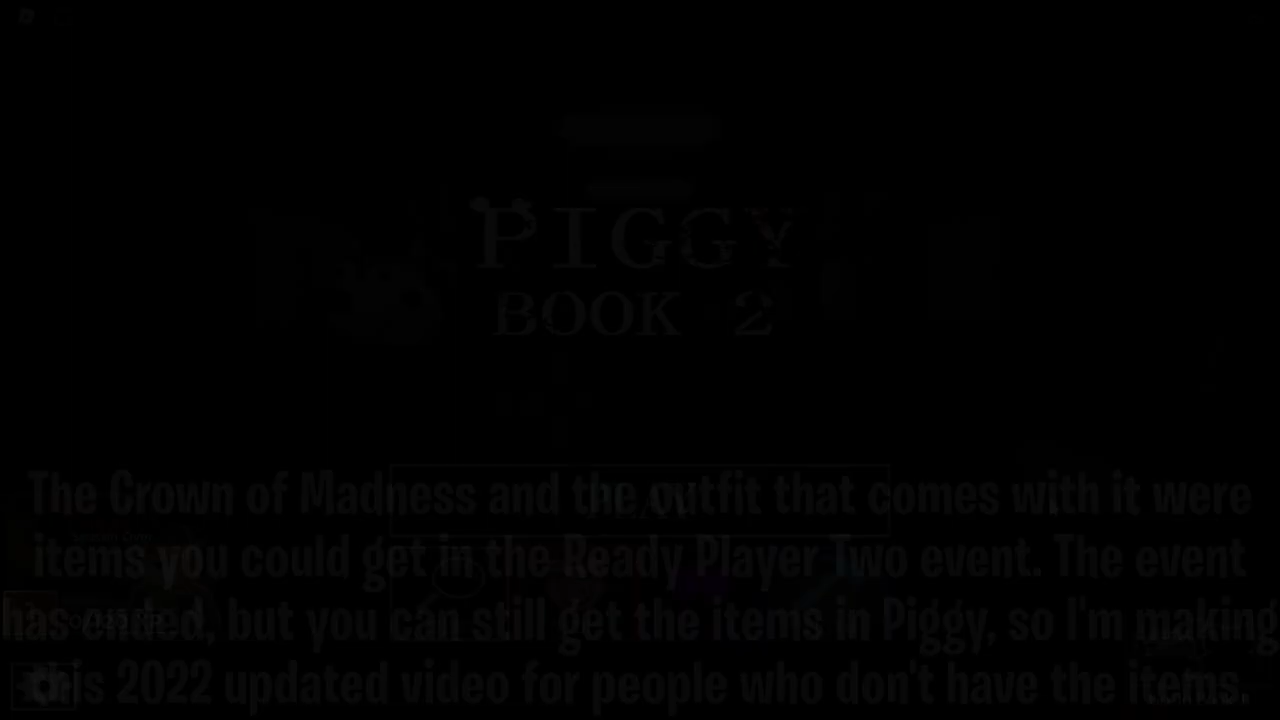 PIGGY
BOOK 2
PLAY
The Crown of Madness and the outfit that comes with it were
items you could get in the Ready Player Two event. The event
has ended, but you can still get the items in Piggy, so I'm making
this 2022 updated video for people who don't have the items.